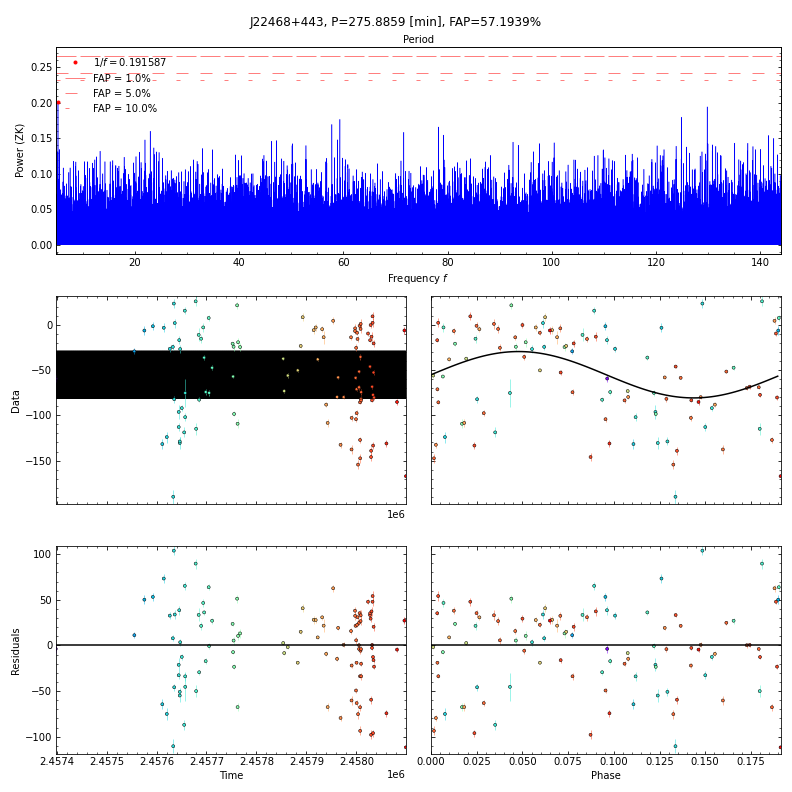 J22468+443, P=275.8859 [min], FAP=57.1939%
Period
Power (ZK)
0.25
0.20
0.15
0.10
0.05
0.00
1/f = 0.191587
FAP = 1.0%
FAP = 5.0%
FAP = 10.0%
20 40 60 80 100 120 140
Frequency f
Data
0
−50
−100
−150
1e6
Residuals
100
50
0
−50
−100
2.4574 2.4575 2.4576 2.4577 2.4578 2.4579 2.4580
1e6
Time
0.000 0.025 0.050 0.075 0.100 0.125 0.150 0.175
Phase